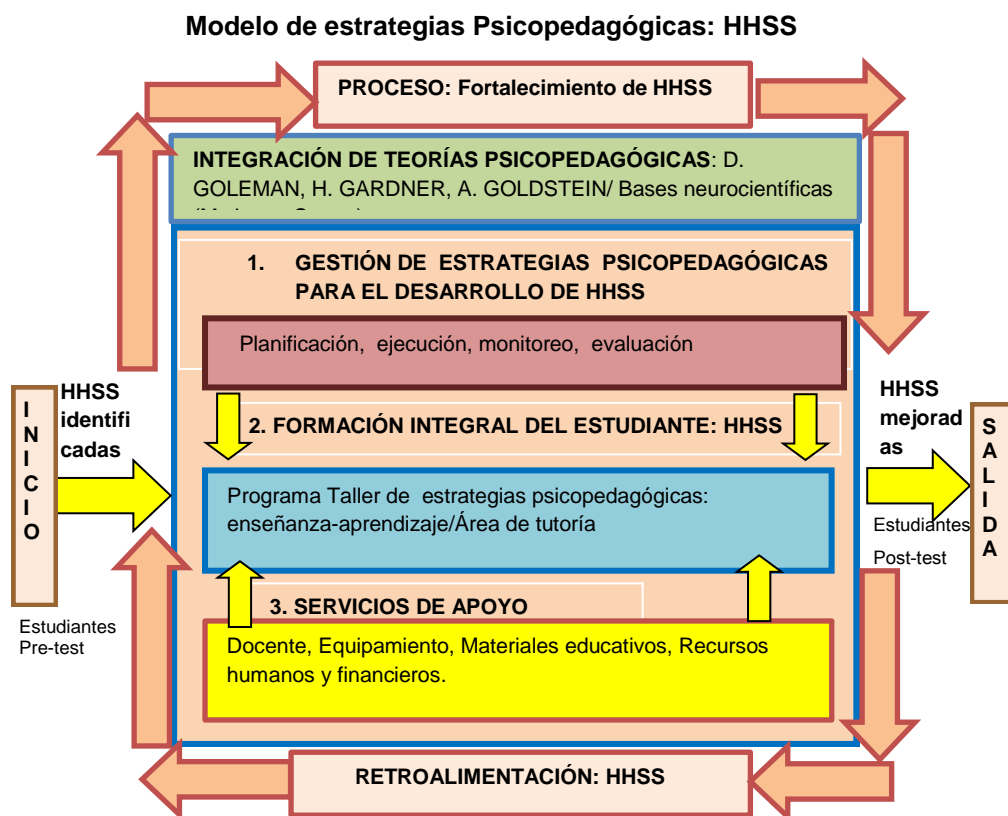 Modelo de estrategias Psicopedagógicas: HHSS
PROCESO: Fortalecimiento de HHSS
INTEGRACIÓN DE TEORÍAS PSICOPEDAGÓGICAS: D.
GOLEMAN, H. GARDNER, A. GOLDSTEIN/ Bases neurocientíficas
1. GESTIÓN DE ESTRATEGIAS PSICOPEDAGÓGICAS
PARA EL DESARROLLO DE HHSS
Planificación, ejecución, monitoreo, evaluación
INICIO
HHSS
identifi
cadas
Estudiantes
Pre-test
2. FORMACIÓN INTEGRAL DEL ESTUDIANTE: HHSS
Programa Taller de estrategias psicopedagógicas:
enseñanza-aprendizaje/Área de tutoría
3. SERVICIOS DE APOYO
Docente, Equipamiento, Materiales educativos, Recursos
humanos y financieros.
HHSS
mejorad
as
Estudiantes
Post-test
SALIDA
RETROALIMENTACIÓN: HHSS